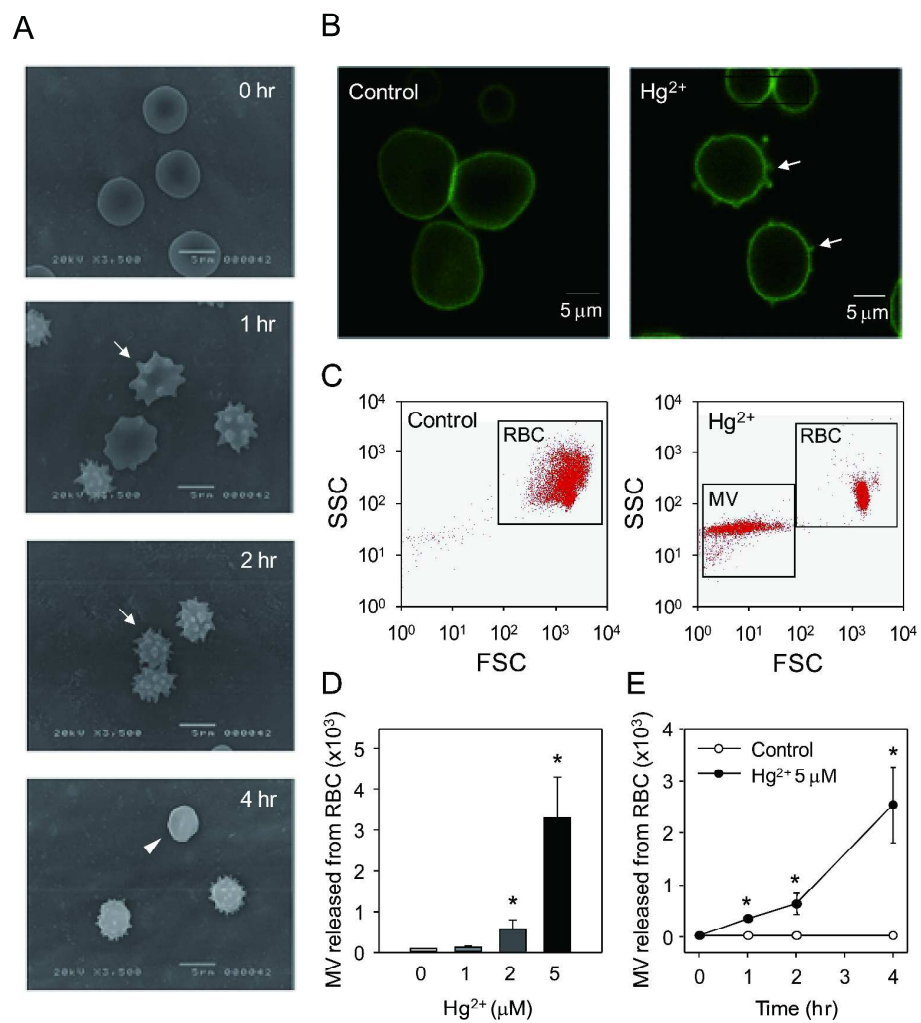 A
0 hr
20kV X3,500 5μm 000042
1 hr
20kV X3,500 5μm 000042
2 hr
20kV X3,500 5μm 000042
4 hr
20kV X3,500 5μm 000042
B
Control
5 μm
Hg²⁺
5 μm
C
Control
RBC
SSC
10⁴
10³
10²
10¹
10⁰
10⁰ 10¹ 10² 10³ 10⁴
FSC
Hg²⁺
RBC
MV
SSC
10⁴
10³
10²
10¹
10⁰
10⁰ 10¹ 10² 10³ 10⁴
FSC
D
MV released from RBC (x10³)
5
4
3
2
1
0
*
*
0 1 2 5
Hg²⁺ (μM)
E
MV released from RBC (x10³)
4
3
2
1
0
Control
Hg²⁺ 5 μM
*
*
*
0 1 2 3 4
Time (hr)